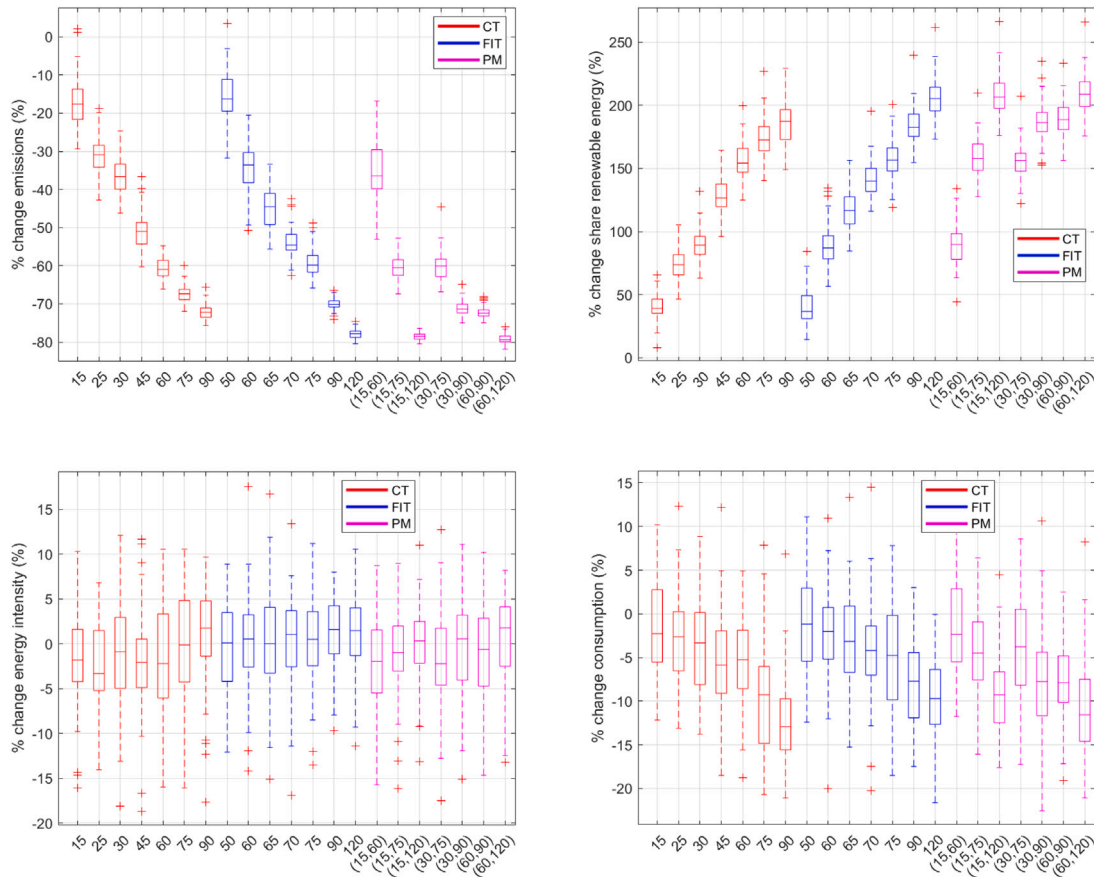 % change emissions (%)
0
-10
-20
-30
-40
-50
-60
-70
-80
CT
FIT
PM
15 25 30 45 60 75 90 50 60 65 70 75 90 120 (15,60) (15,75) (15,120) (30,75) (30,90) (60,90) (60,120)
% change share renewable energy (%)
250
200
150
100
50
0
CT
FIT
PM
15 25 30 45 60 75 90 50 60 65 70 75 90 120 (15,60) (15,75) (15,120) (30,75) (30,90) (60,90) (60,120)
% change energy intensity (%)
15
10
5
0
-5
-10
-15
-20
CT
FIT
PM
15 25 30 45 60 75 90 50 60 65 70 75 90 120 (15,60) (15,75) (15,120) (30,75) (30,90) (60,90) (60,120)
% change consumption (%)
15
10
5
0
-5
-10
-15
-20
CT
FIT
PM
15 25 30 45 60 75 90 50 60 65 70 75 90 120 (15,60) (15,75) (15,120) (30,75) (30,90) (60,90) (60,120)